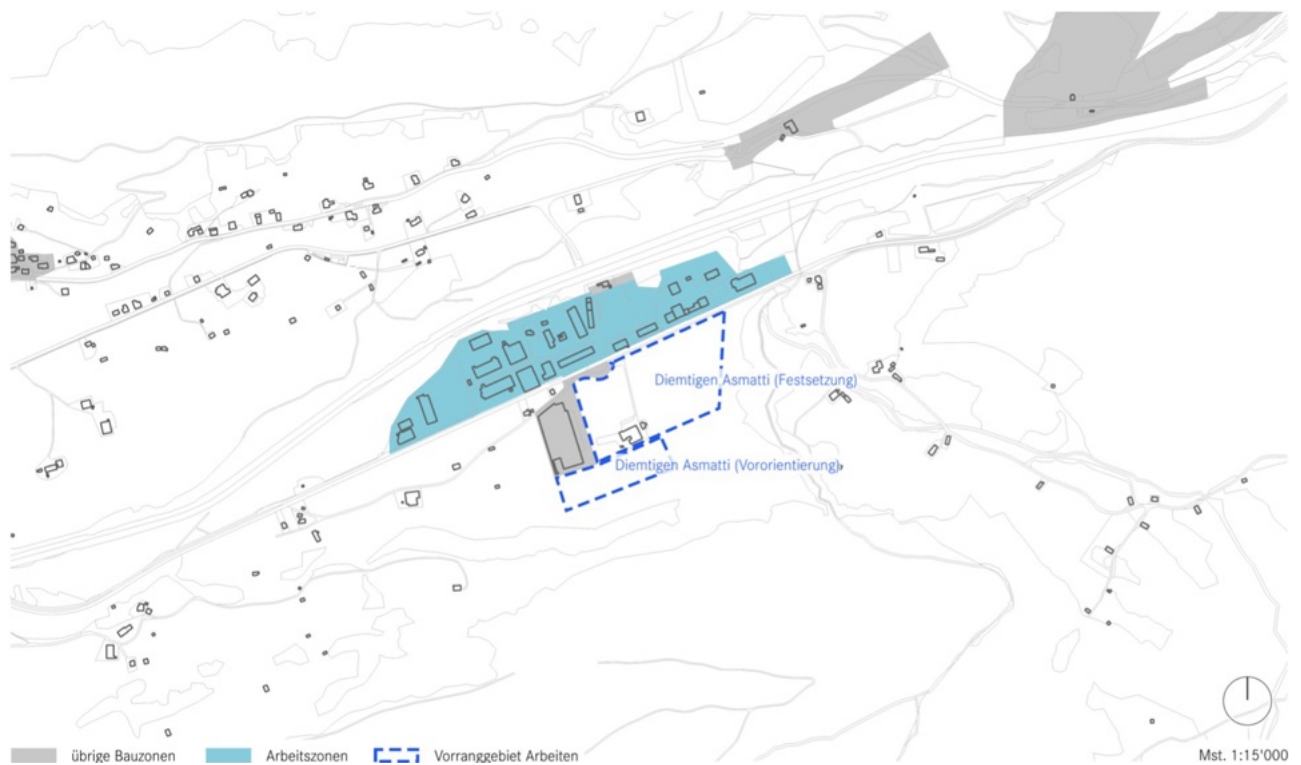 Diemtigen Asmatti (Festsetzung)
Diemtigen Asmatti (Vororientierung)
übrige Bauzonen
Arbeitszonen
Vorranggebiet Arbeiten
Mst. 1:15'000